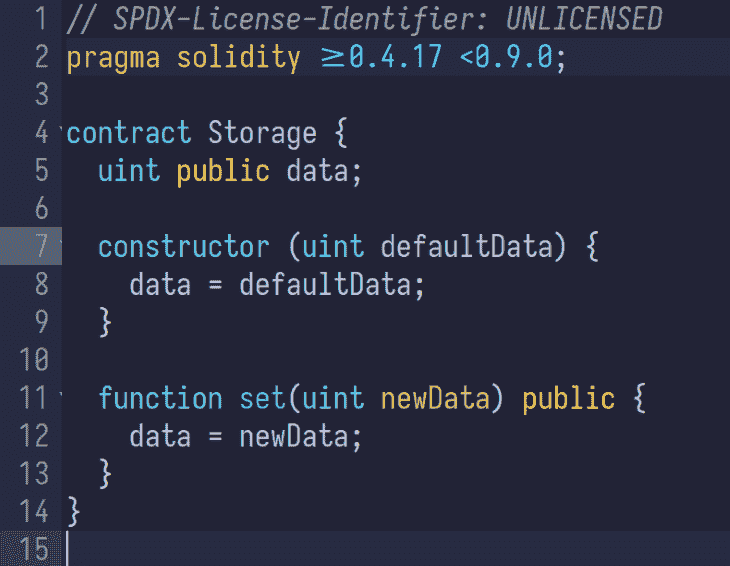 1 // SPDX-License-Identifier: UNLICENSED
2 pragma solidity ≥0.4.17 <0.9.0;
3
4 contract Storage {
5   uint public data;
6
7   constructor (uint defaultData) {
8     data = defaultData;
9   }
10
11   function set(uint newData) public {
12     data = newData;
13   }
14 }
15